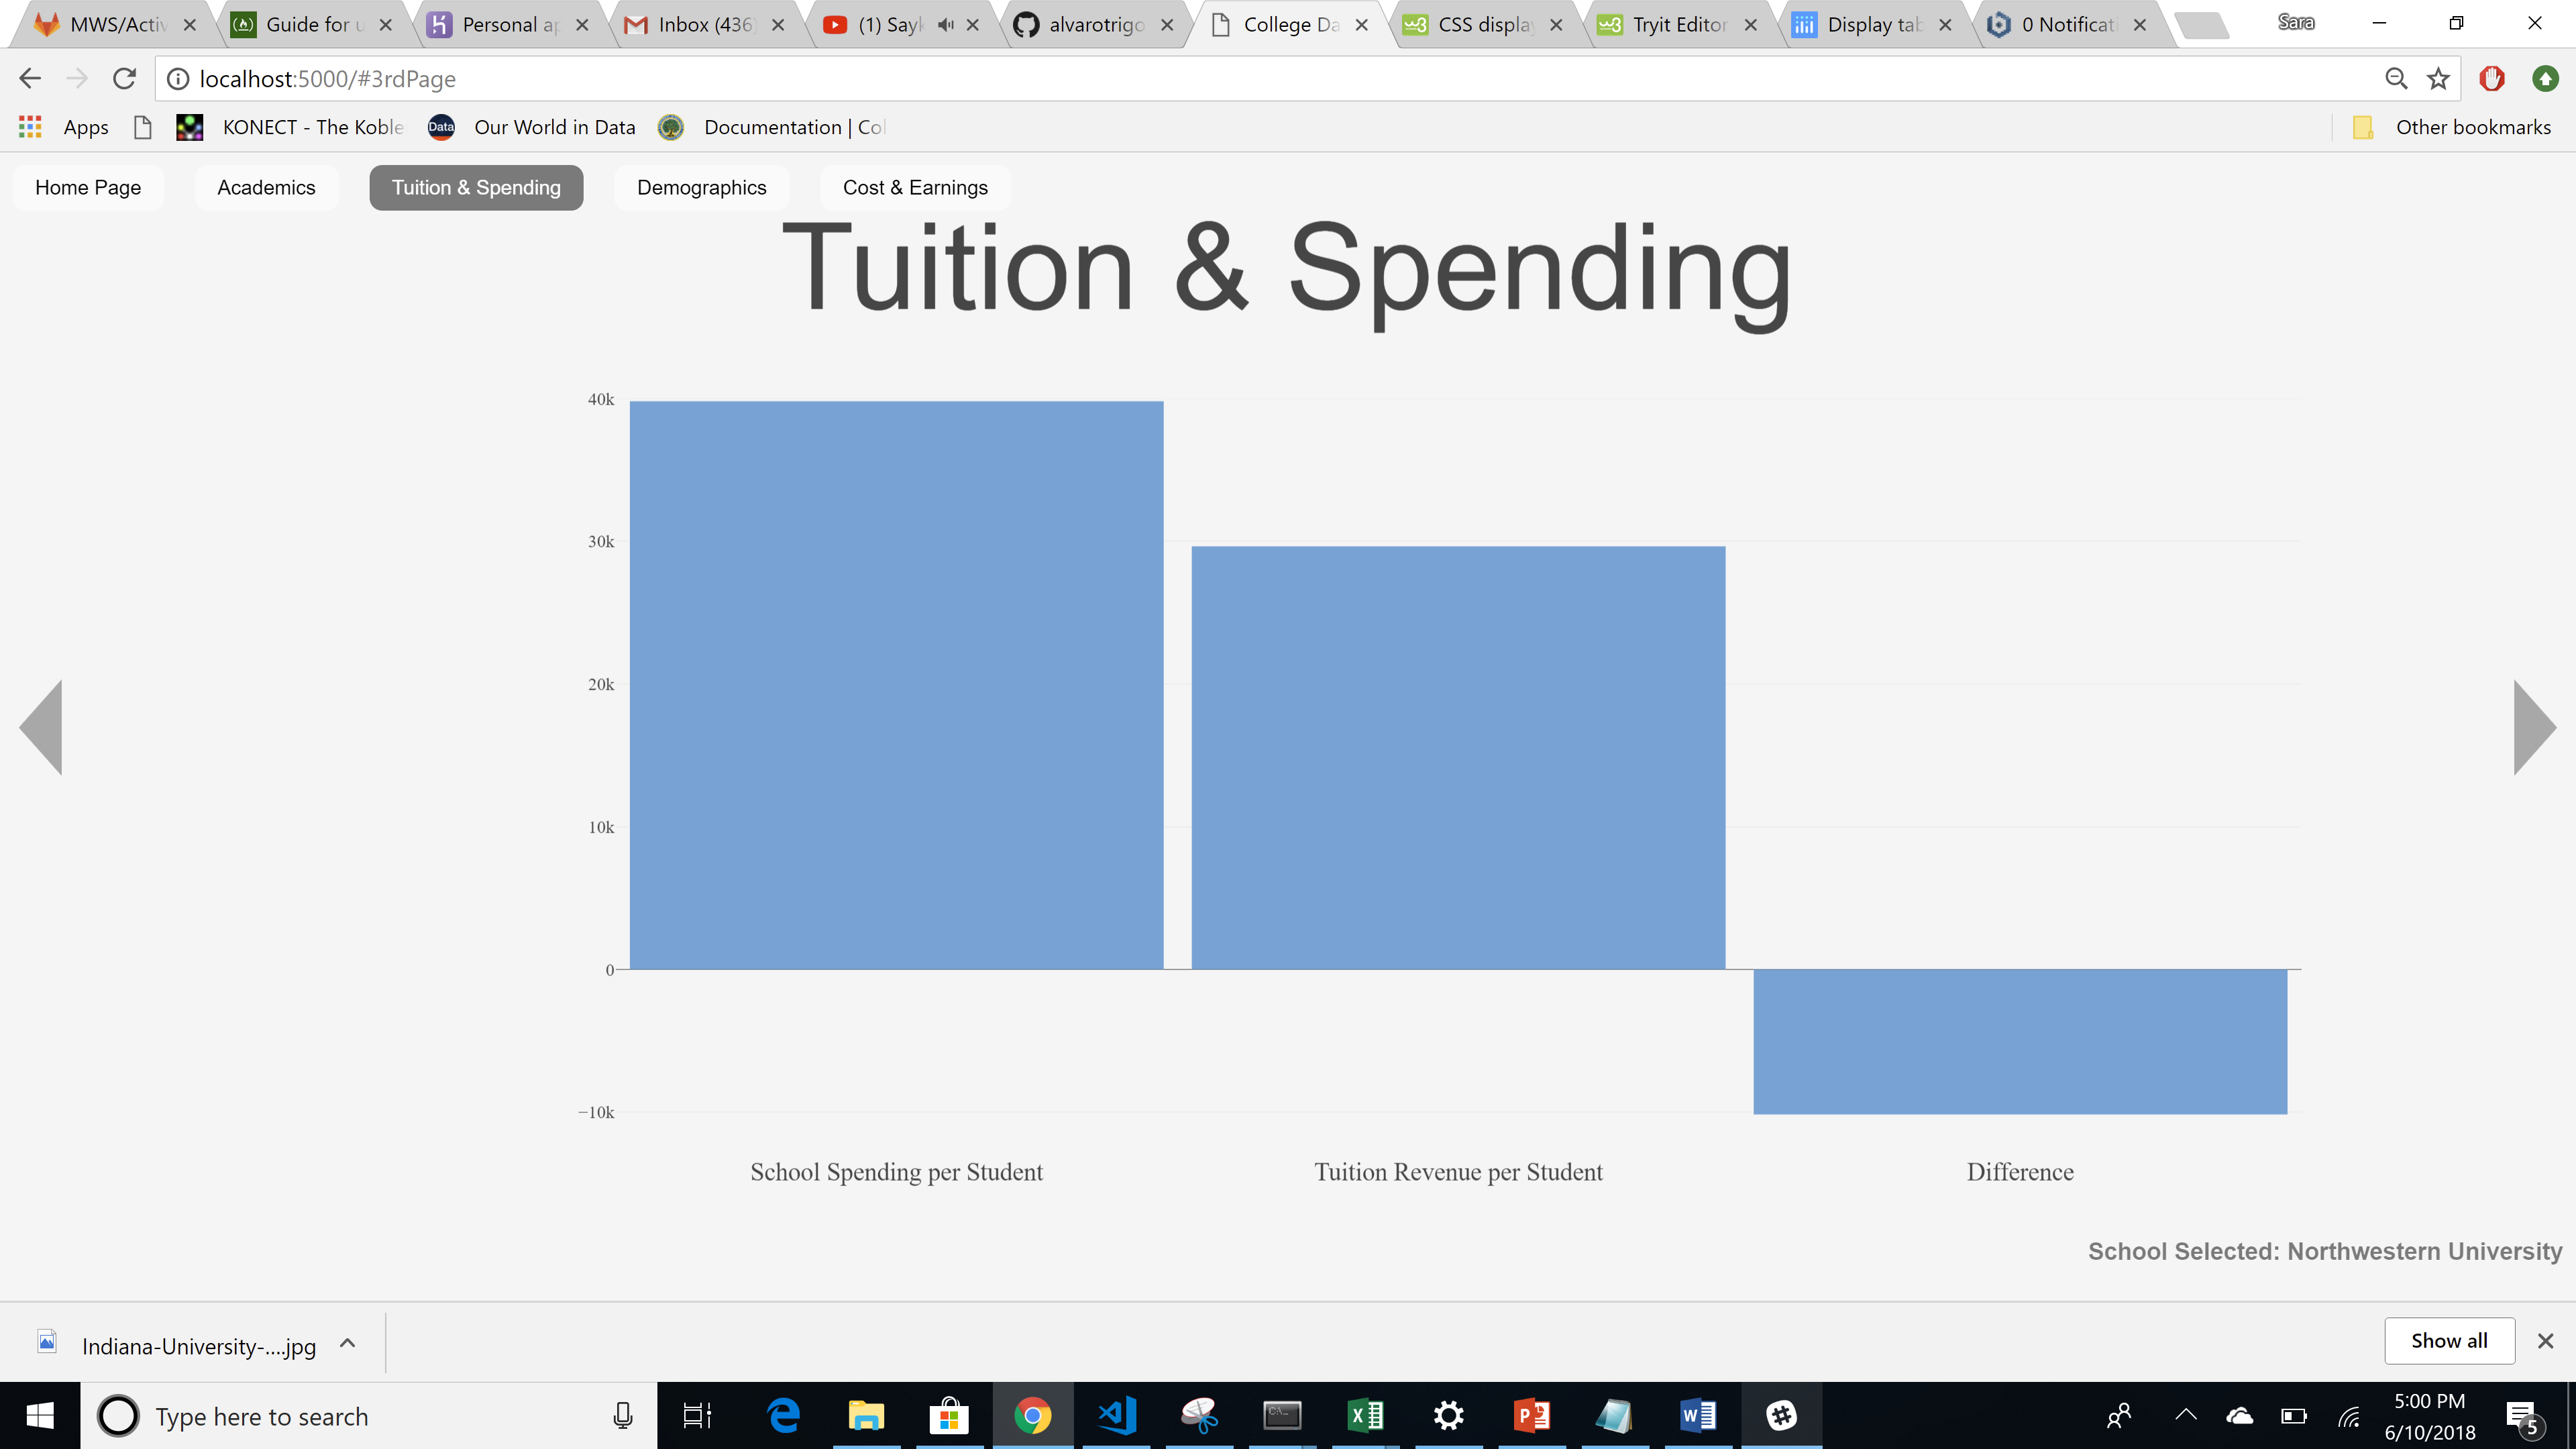 MWS/Activ Guide for u Personal ap Inbox (436) (1) Sayk alvarotrigo College Da CSS display Tryit Editor Display tab 0 Notificati Sara
localhost:5000/#3rdPage
Apps KONECT - The Koble Data Our World in Data Documentation | Col Other bookmarks
Home Page Academics Tuition & Spending Demographics Cost & Earnings
Tuition & Spending
40k
30k
20k
10k
0
−10k
School Spending per Student Tuition Revenue per Student Difference
School Selected: Northwestern University
Indiana-University-....jpg Show all
Type here to search
5:00 PM
6/10/2018
5